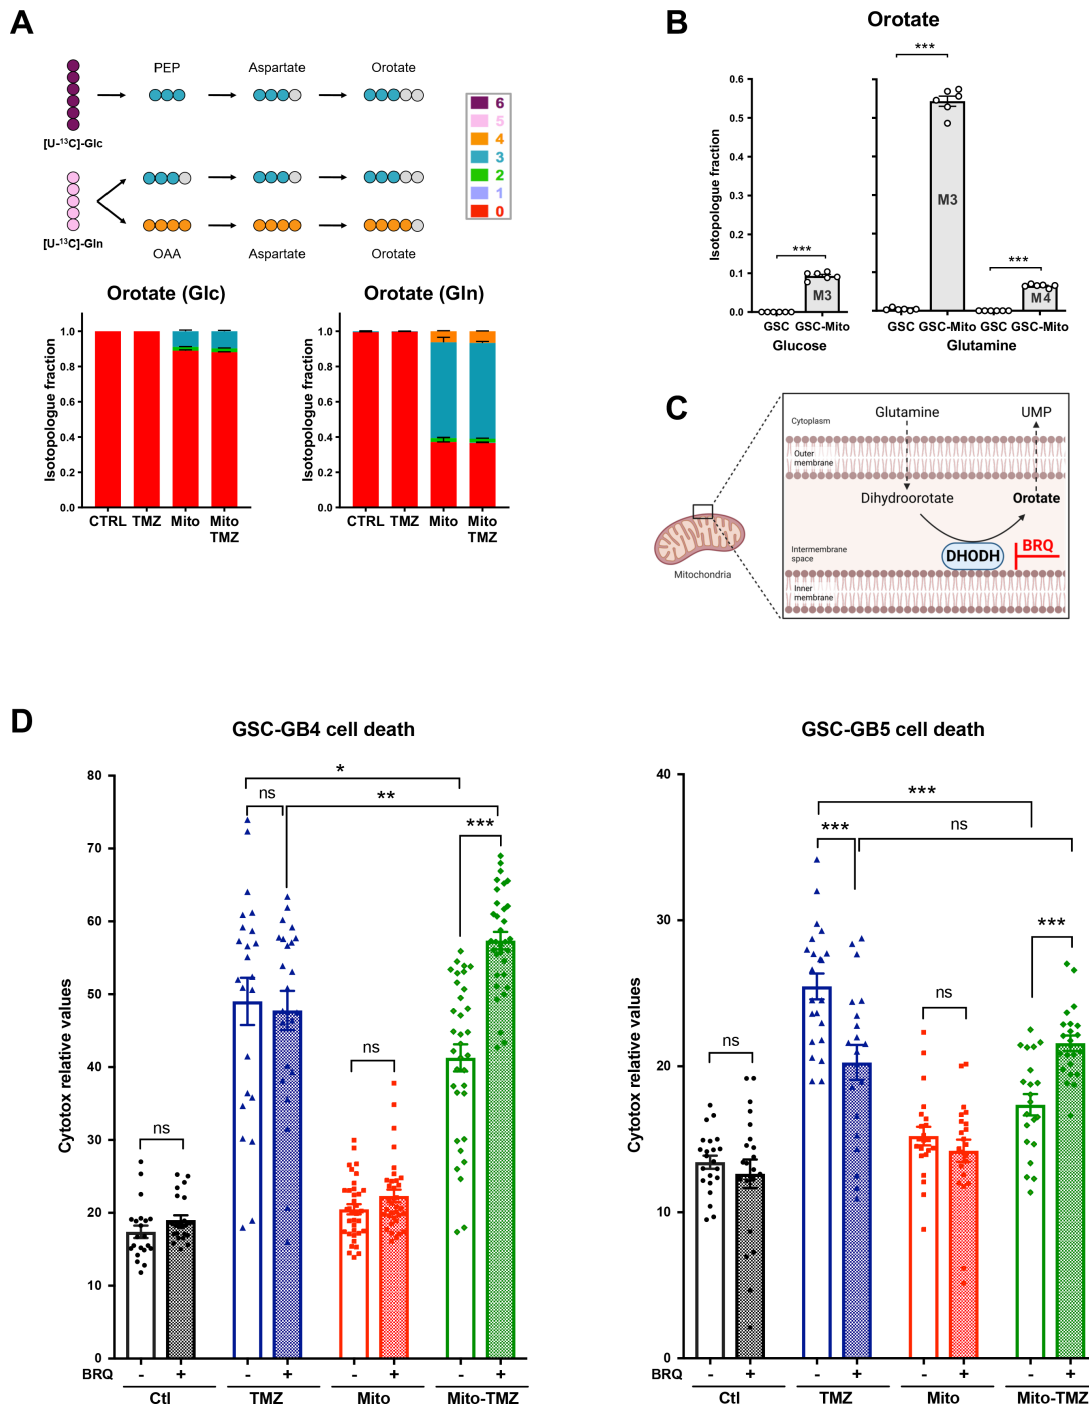 A
PEP
Aspartate
Orotate
[U-¹³C]-Glc
[U-¹³C]-Gln
OAA
Aspartate
Orotate
6
5
4
3
2
1
0
Orotate (Glc)
Isotopologue fraction
1.0
0.8
0.6
0.4
0.2
0.0
CTRL
TMZ
Mito
Mito
TMZ
Orotate (Gln)
Isotopologue fraction
1.0
0.8
0.6
0.4
0.2
0.0
CTRL
TMZ
Mito
Mito
TMZ
B
Orotate
Isotopologue fraction
0.6
0.5
0.4
0.3
0.2
0.1
0.0
***
M3
GSC
GSC-Mito
Glucose
***
M3
***
M4
GSC
GSC-Mito
GSC
GSC-Mito
Glutamine
C
Mitochondria
Cytoplasm
Glutamine
UMP
Outer
membrane
Dihydroorotate
Orotate
Intermembrane
space
DHODH
BRQ
Inner
membrane
D
GSC-GB4 cell death
Cytotox relative values
80
70
60
50
40
30
20
10
0
ns
*
ns
**
ns
***
BRQ
-
+
-
+
-
+
-
+
Ctl
TMZ
Mito
Mito-TMZ
GSC-GB5 cell death
Cytotox relative values
40
30
20
10
0
ns
***
***
ns
ns
***
BRQ
-
+
-
+
-
+
-
+
Ctl
TMZ
Mito
Mito-TMZ